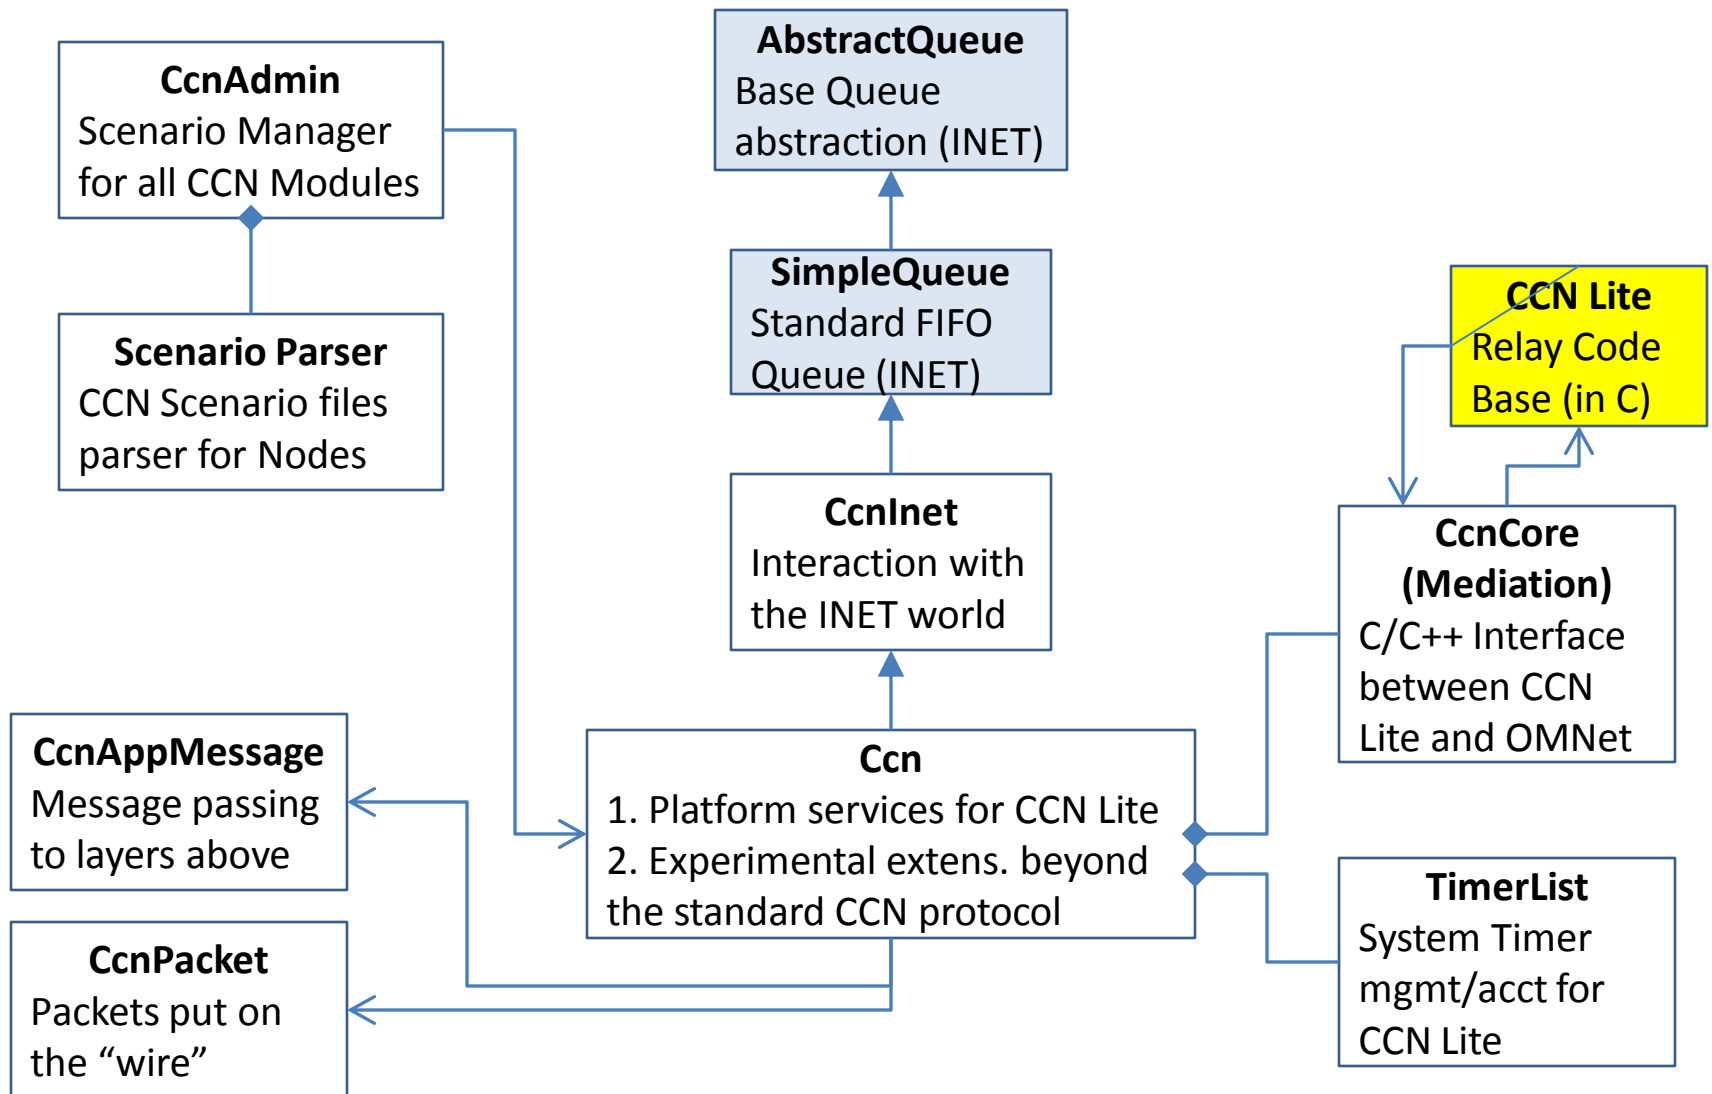 CcnAdmin
Scenario Manager
for all CCN Modules
AbstractQueue
Base Queue
abstraction (INET)
Scenario Parser
CCN Scenario files
parser for Nodes
SimpleQueue
Standard FIFO
Queue (INET)
CCN Lite
Relay Code
Base (in C)
CcnInet
Interaction with
the INET world
CcnCore
(Mediation)
C/C++ Interface
between CCN
Lite and OMNet
CcnAppMessage
Message passing
to layers above
Ccn
1. Platform services for CCN Lite
2. Experimental extens. beyond
the standard CCN protocol
TimerList
System Timer
mgmt/acct for
CCN Lite
CcnPacket
Packets put on
the “wire”